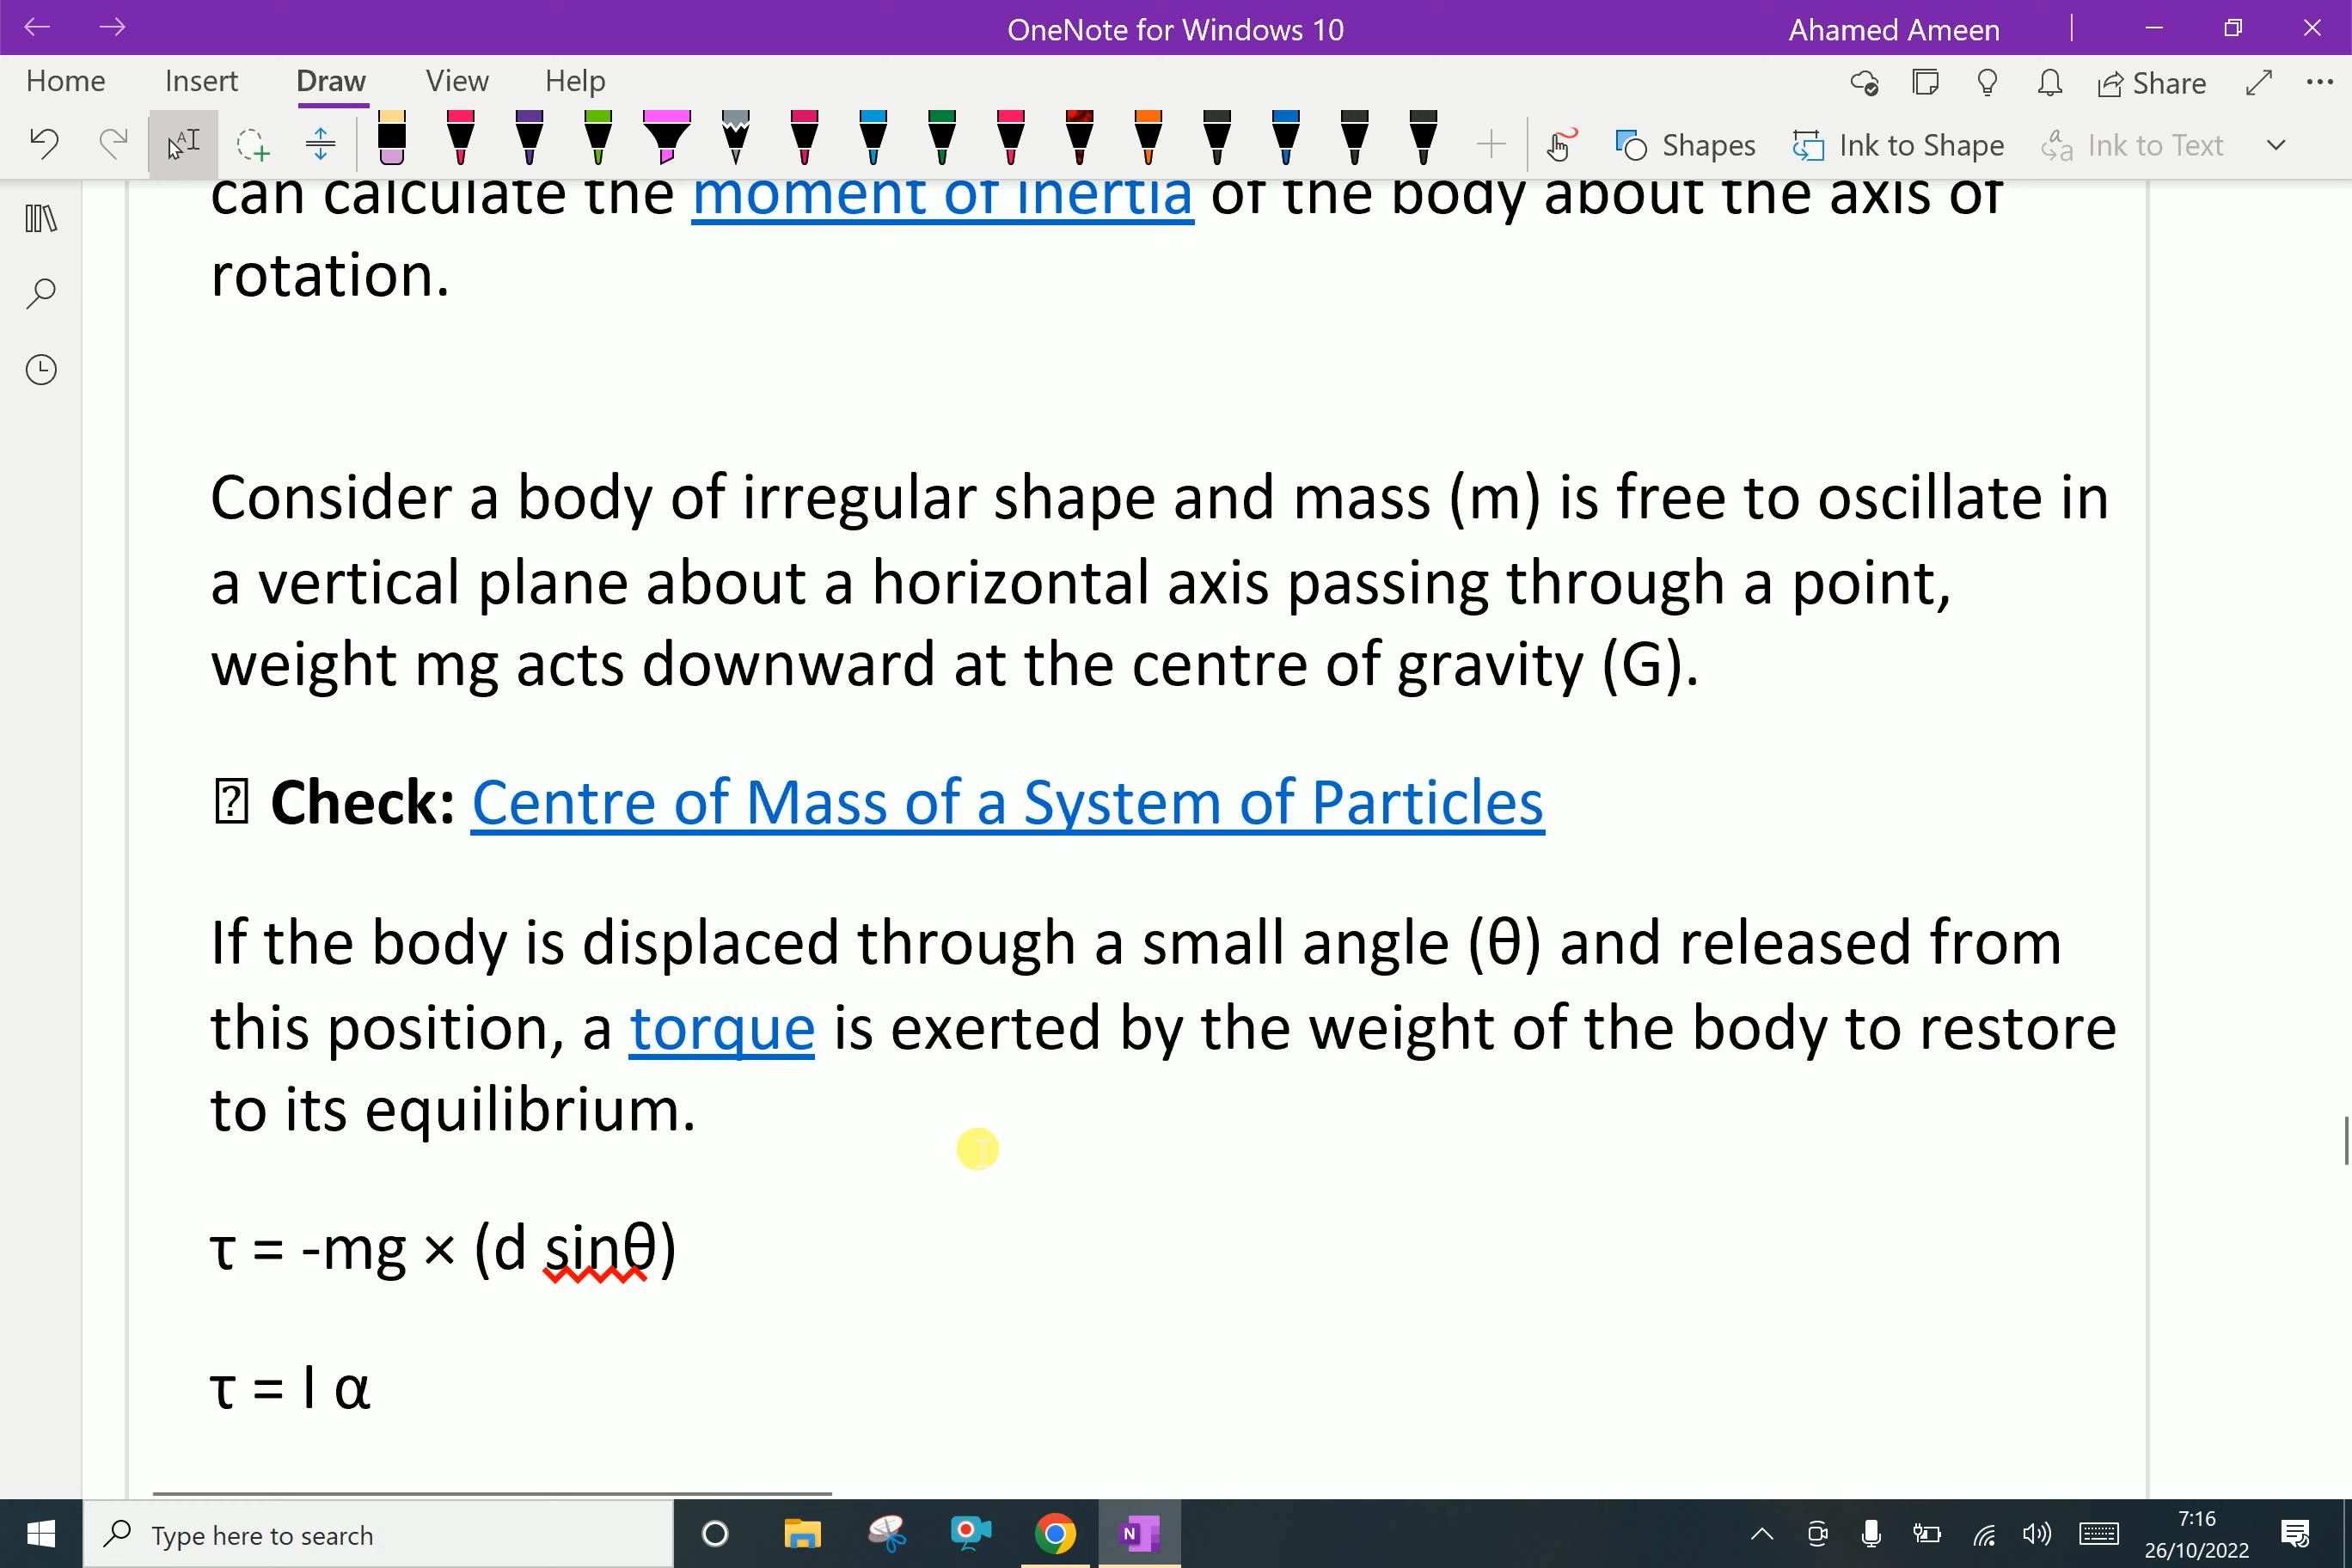 OneNote for Windows 10
Ahamed Ameen
Home Insert Draw View Help
Share
Shapes Ink to Shape Ink to Text
can calculate the moment of inertia of the body about the axis of
rotation.
Consider a body of irregular shape and mass (m) is free to oscillate in
a vertical plane about a horizontal axis passing through a point,
weight mg acts downward at the centre of gravity (G).
Check: Centre of Mass of a System of Particles
If the body is displaced through a small angle (θ) and released from
this position, a torque is exerted by the weight of the body to restore
to its equilibrium.
τ = -mg × (d sinθ)
τ = I α
Type here to search
7:16
26/10/2022